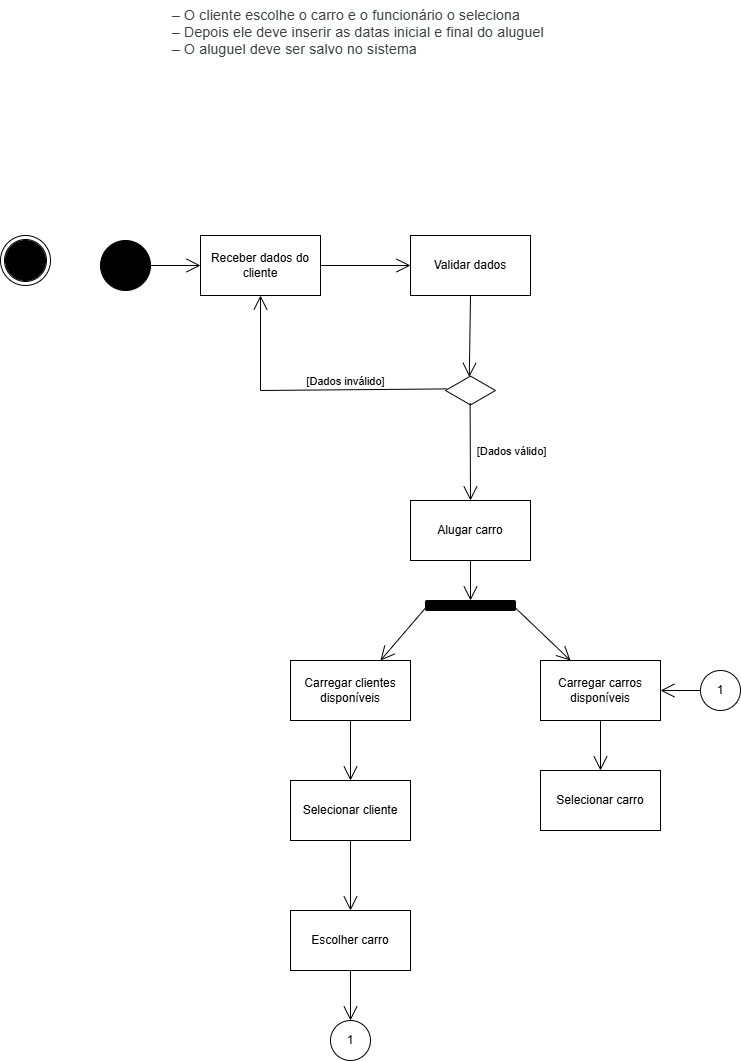 – O cliente escolhe o carro e o funcionário o seleciona
– Depois ele deve inserir as datas inicial e final do aluguel
– O aluguel deve ser salvo no sistema
Receber dados do
cliente
Validar dados
[Dados inválido]
[Dados válido]
Alugar carro
Carregar clientes
disponíveis
Carregar carros
disponíveis
1
Selecionar cliente
Selecionar carro
Escolher carro
1